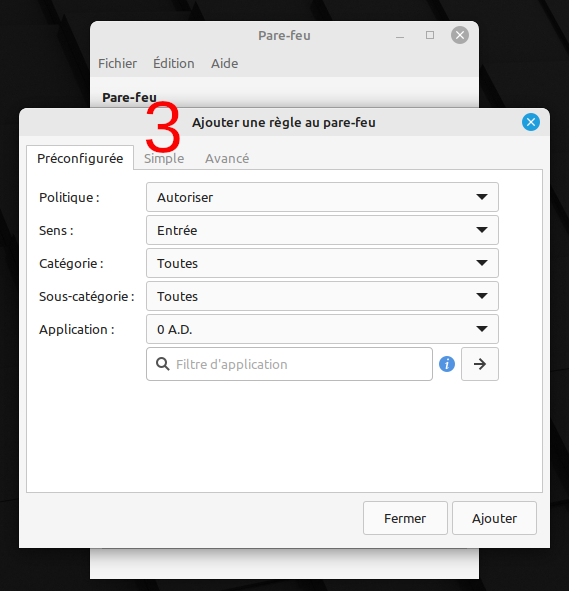 Pare-feu
Fichier Édition Aide
Pare-feu
3
Ajouter une règle au pare-feu
Préconfigurée Simple Avancé
Politique : Autoriser
Sens : Entrée
Catégorie : Toutes
Sous-catégorie : Toutes
Application : 0 A.D.
Filtre d'application i
Fermer Ajouter